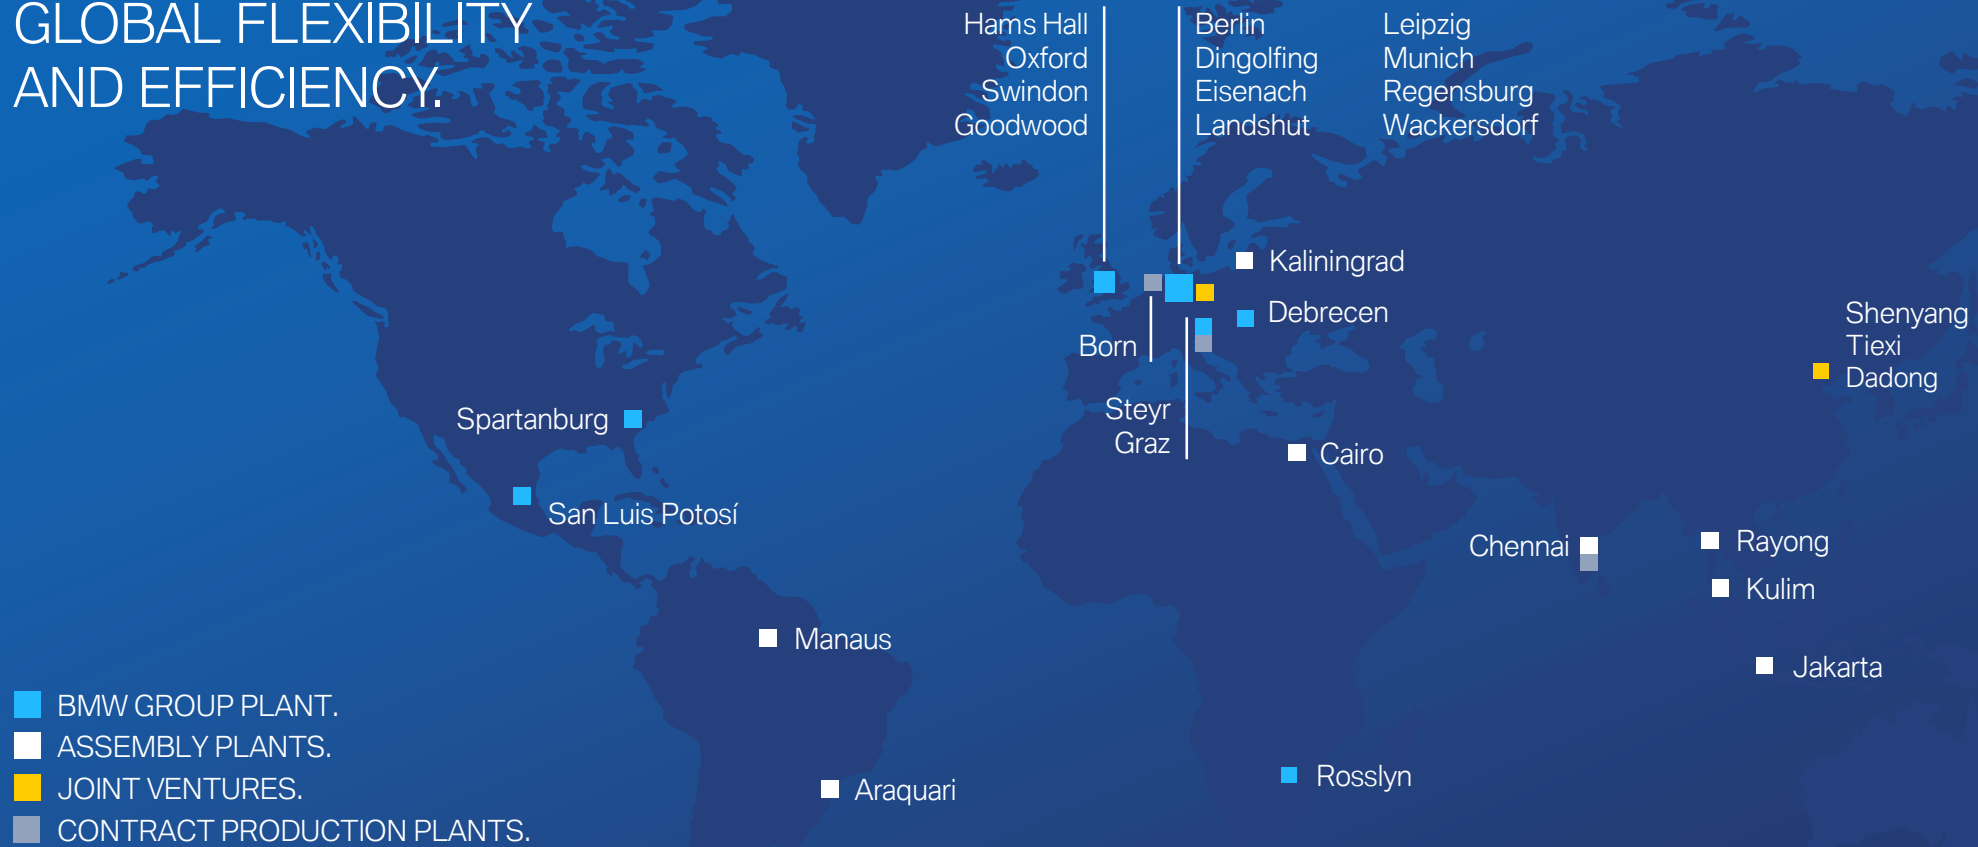 GLOBAL FLEXIBILITY
AND EFFICIENCY.
Hams Hall
Oxford
Swindon
Goodwood
Berlin
Dingolfing
Eisenach
Landshut
Leipzig
Munich
Regensburg
Wackersdorf
Kaliningrad
Debrecen
Born
Steyr
Graz
Shenyang
Tiexi
Dadong
Spartanburg
San Luis Potosí
Cairo
Chennai
Rayong
Kulim
Manaus
Jakarta
Araquari
Rosslyn
BMW GROUP PLANT.
ASSEMBLY PLANTS.
JOINT VENTURES.
CONTRACT PRODUCTION PLANTS.